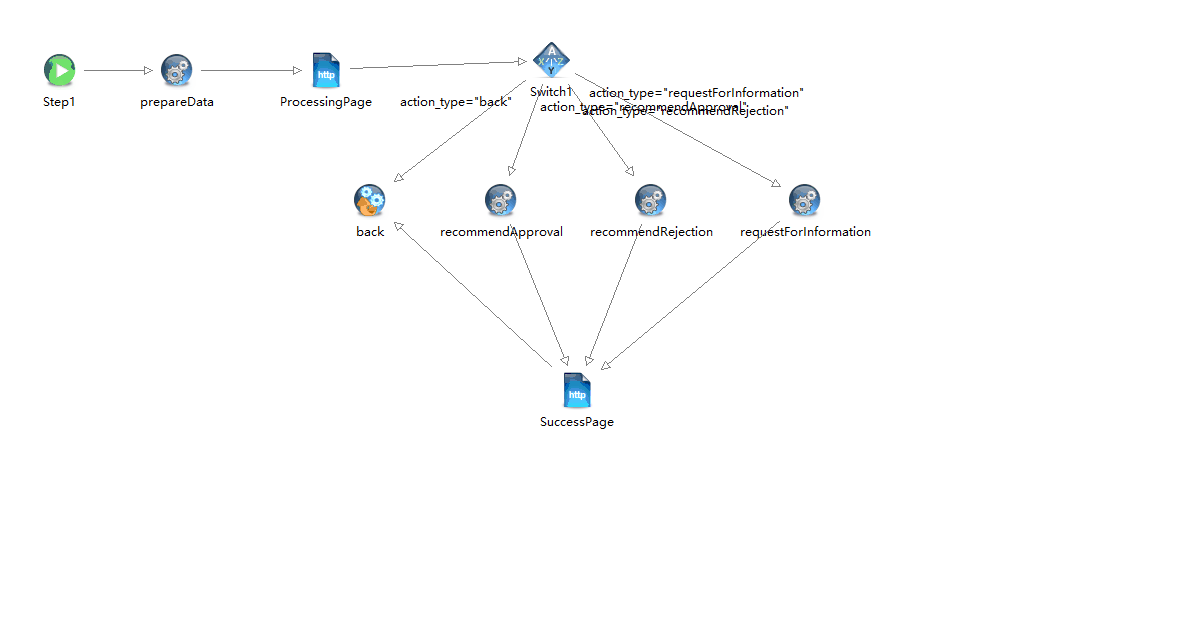 A
X Z
Y
http
Step1
prepareData
ProcessingPage
Switch1
action_type="back"
action_type="requestForInformation"
action_type="recommendApproval"
action_type="recommendRejection"
back
recommendApproval
recommendRejection
requestForInformation
http
SuccessPage